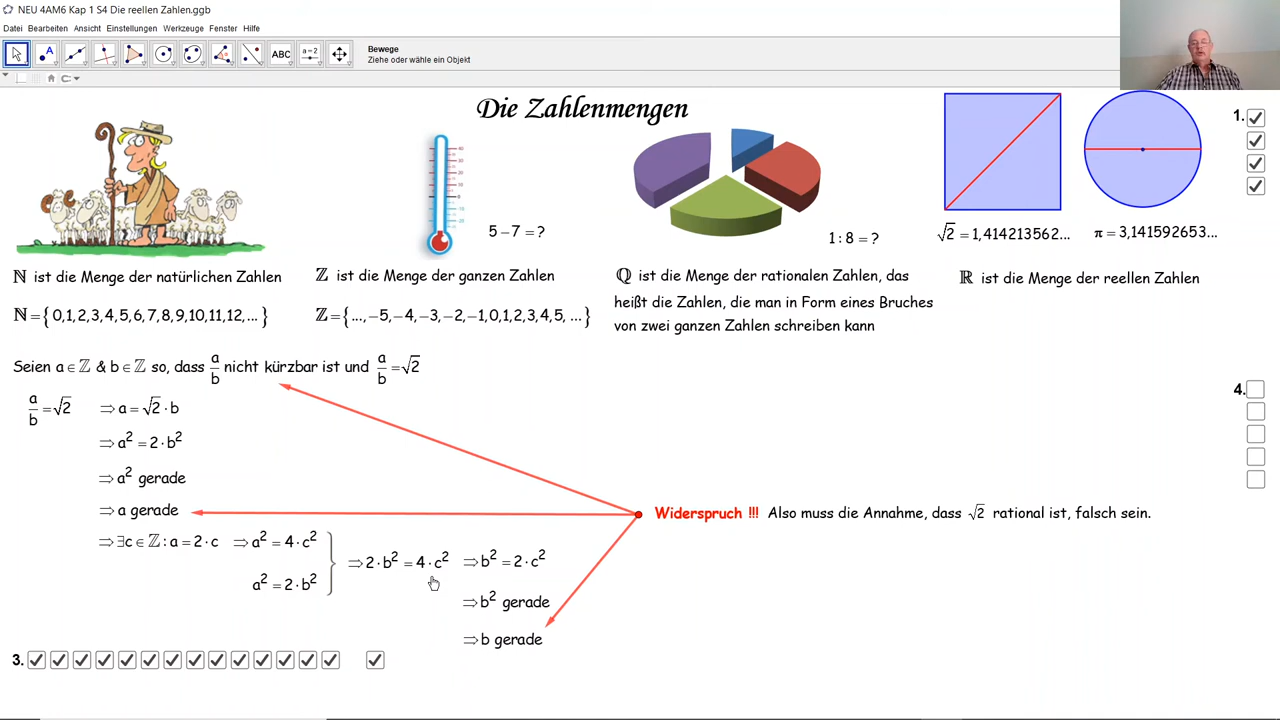 NEU 4AM6 Kap 1 S4 Die reellen Zahlen.ggb
Datei Bearbeiten Ansicht Einstellungen Werkzeuge Fenster Hilfe
A
ABC
a=2
Bewege
Ziehe oder wähle ein Objekt
Die Zahlenmengen
1.
5 – 7 = ?
1 : 8 = ?
√2 = 1,414213562...
π = 3,141592653...
ℕ ist die Menge der natürlichen Zahlen
ℕ = { 0,1,2,3,4,5,6,7,8,9,10,11,12,... }
ℤ ist die Menge der ganzen Zahlen
ℤ = {..., –5, –4, –3, –2, –1,0,1,2,3,4,5, ...}
ℚ ist die Menge der rationalen Zahlen, das
heißt die Zahlen, die man in Form eines Bruches
von zwei ganzen Zahlen schreiben kann
ℝ ist die Menge der reellen Zahlen
Seien a ∈ ℤ & b ∈ ℤ so, dass a/b nicht kürzbar ist und a/b = √2
a/b = √2 ⇒ a = √2 · b
⇒ a² = 2 · b²
⇒ a² gerade
⇒ a gerade
⇒ ∃c ∈ ℤ : a = 2 · c ⇒ a² = 4 · c²
a² = 2 · b²
⇒ 2 · b² = 4 · c² ⇒ b² = 2 · c²
⇒ b² gerade
⇒ b gerade
Widerspruch !!! Also muss die Annahme, dass √2 rational ist, falsch sein.
4.
3.